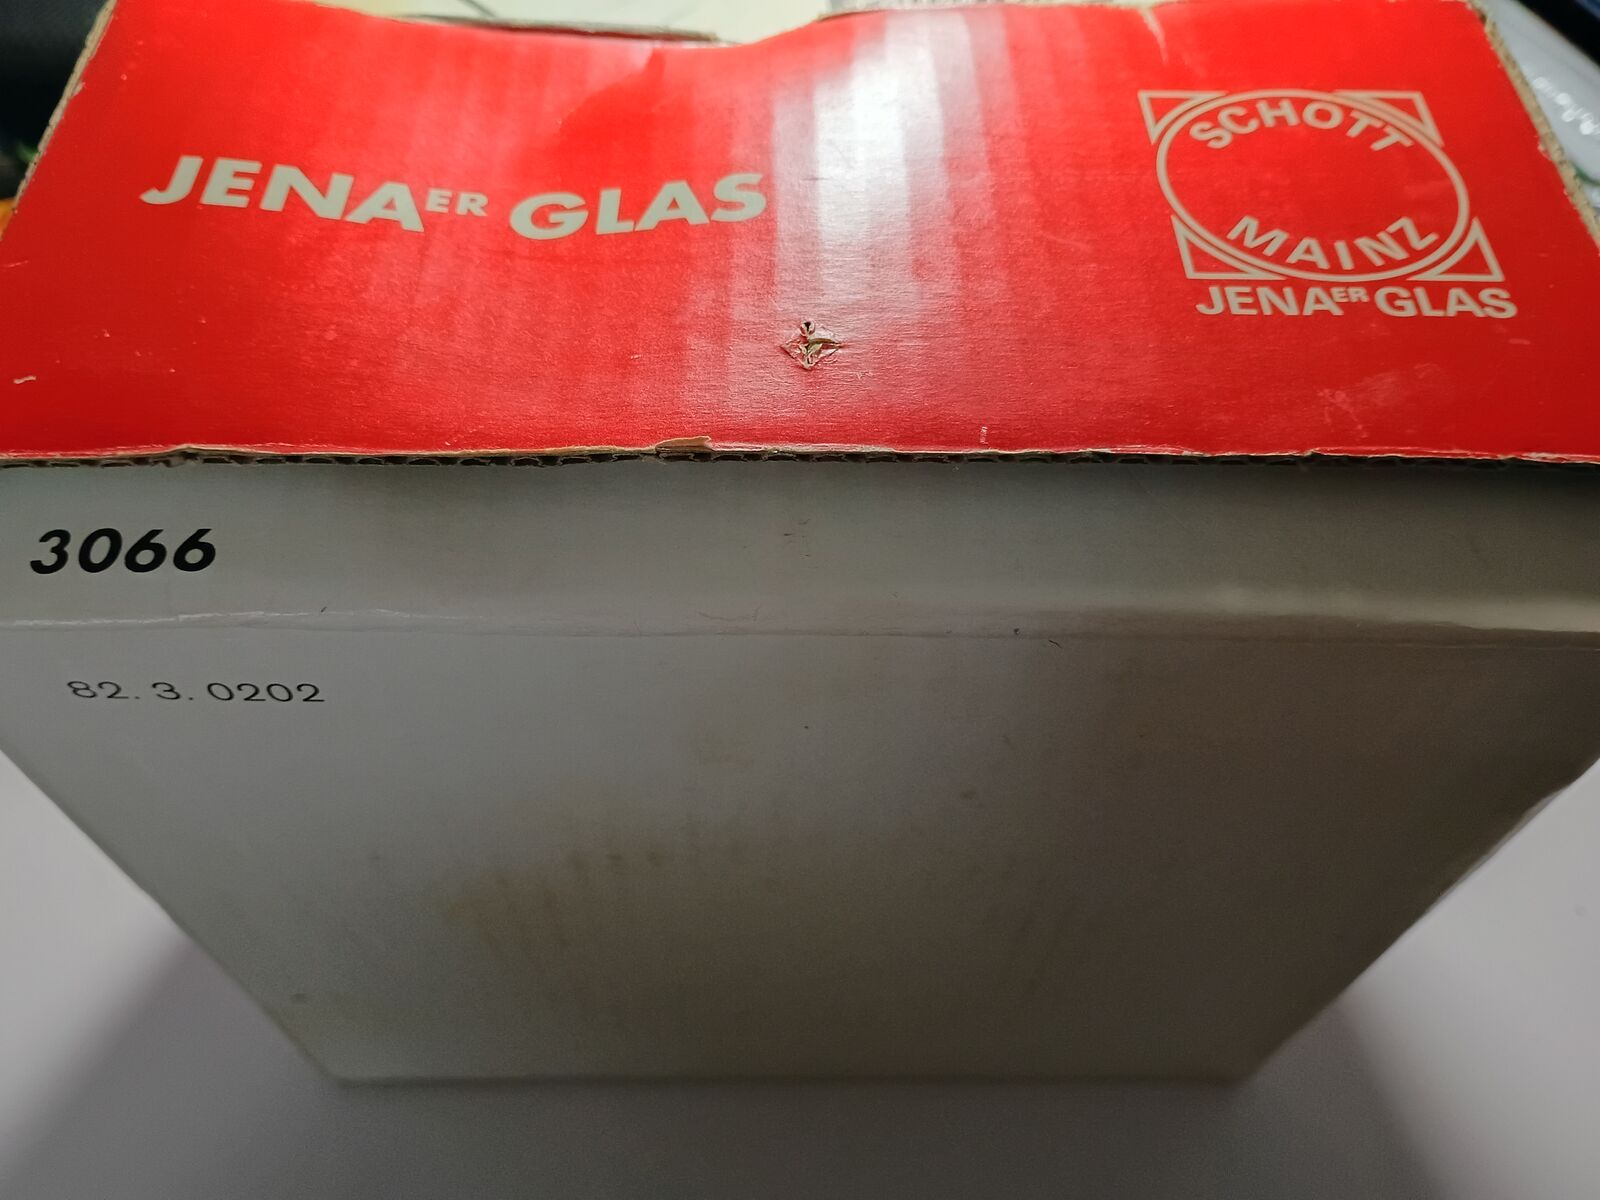 JENAER GLAS
SCHOTT
MAINZ
JENAER GLAS
3066
82.3.0202